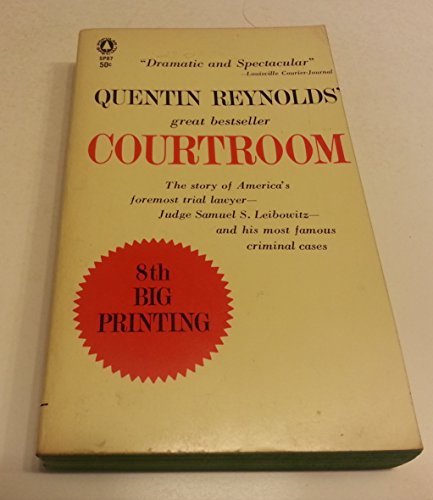 SP87
50¢
"Dramatic and Spectacular"
—Louisville Courier-Journal
QUENTIN REYNOLDS'
great bestseller
COURTROOM
The story of America's
foremost trial lawyer—
Judge Samuel S. Leibowitz—
and his most famous
criminal cases
8th
BIG
PRINTING